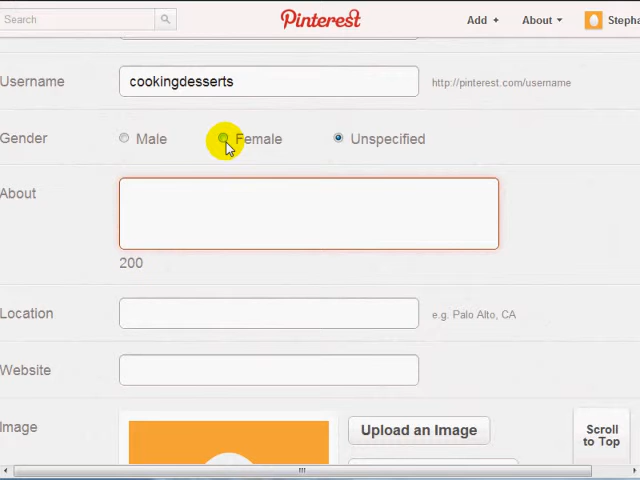 Search Pinterest Add + About Stepha
Username cookingdesserts http://pinterest.com/username
Gender Male Female Unspecified
About
200
Location e.g. Palo Alto, CA
Website
Image Upload an Image Scroll
to Top